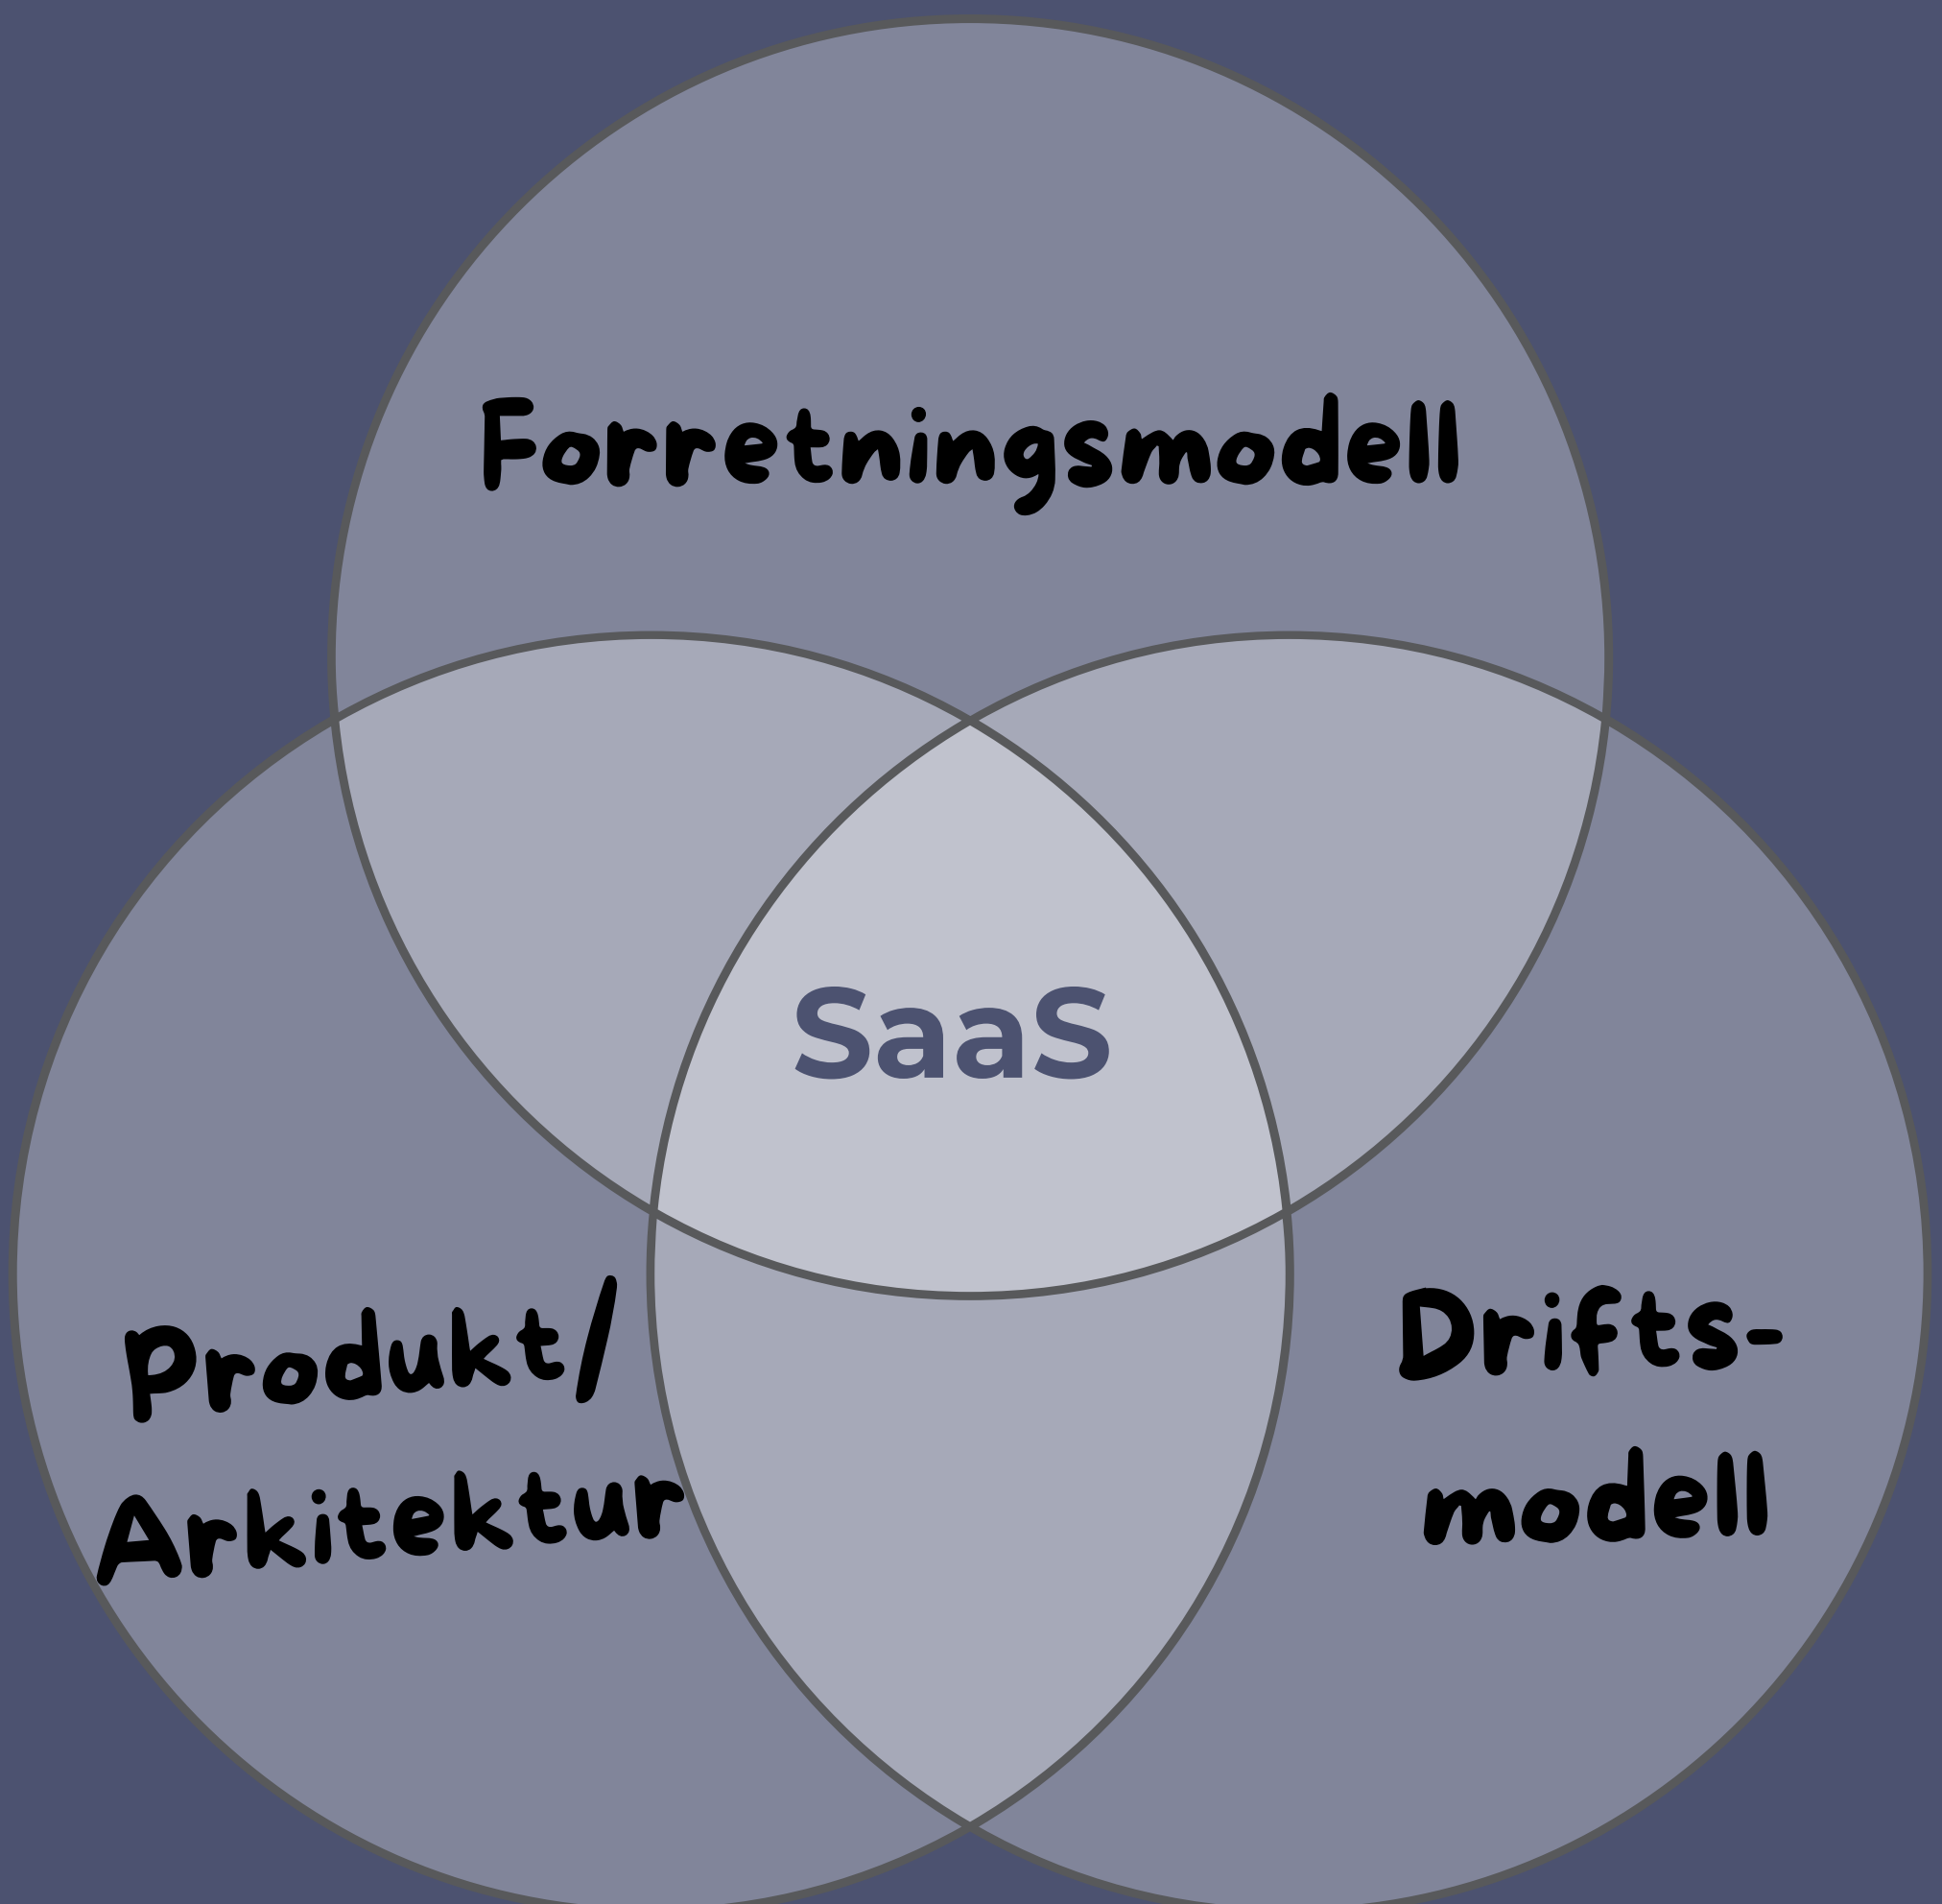 Forretningsmodell
SaaS
Produkt/
Arkitektur
Drifts-
modell